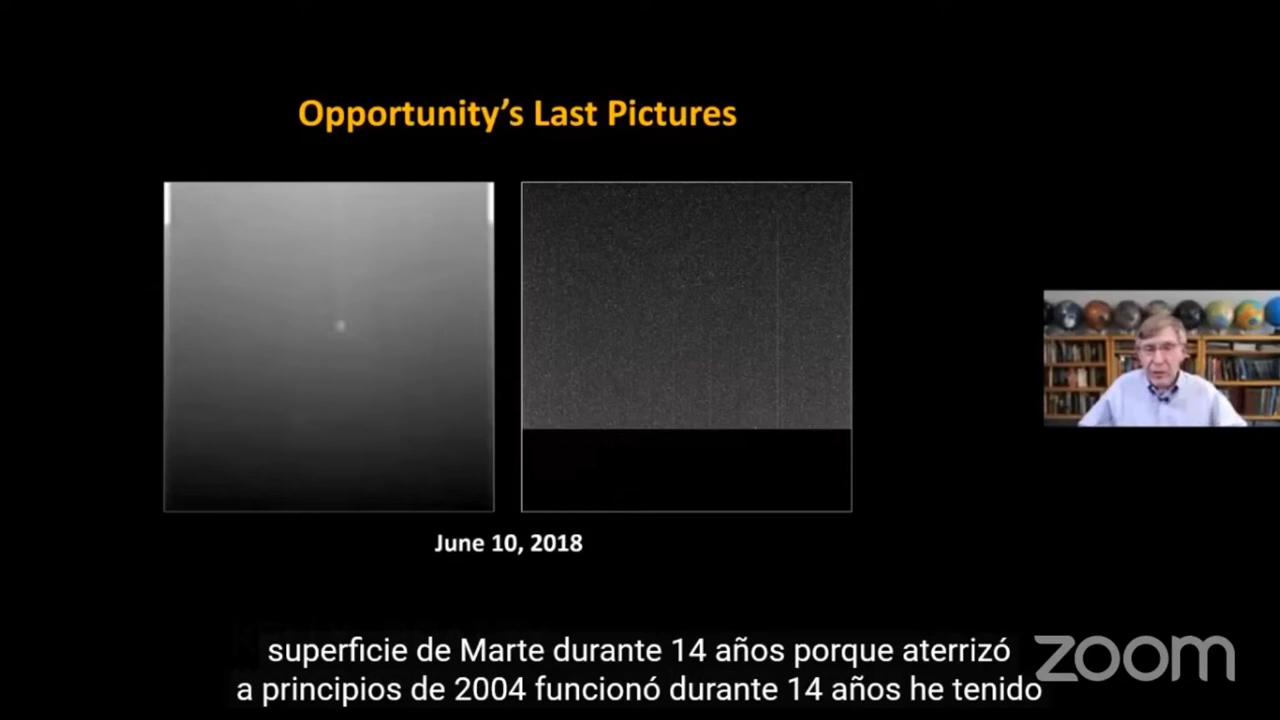 Opportunity's Last Pictures
June 10, 2018
superficie de Marte durante 14 años porque aterrizó
a principios de 2004 funcionó durante 14 años he tenido
zoom